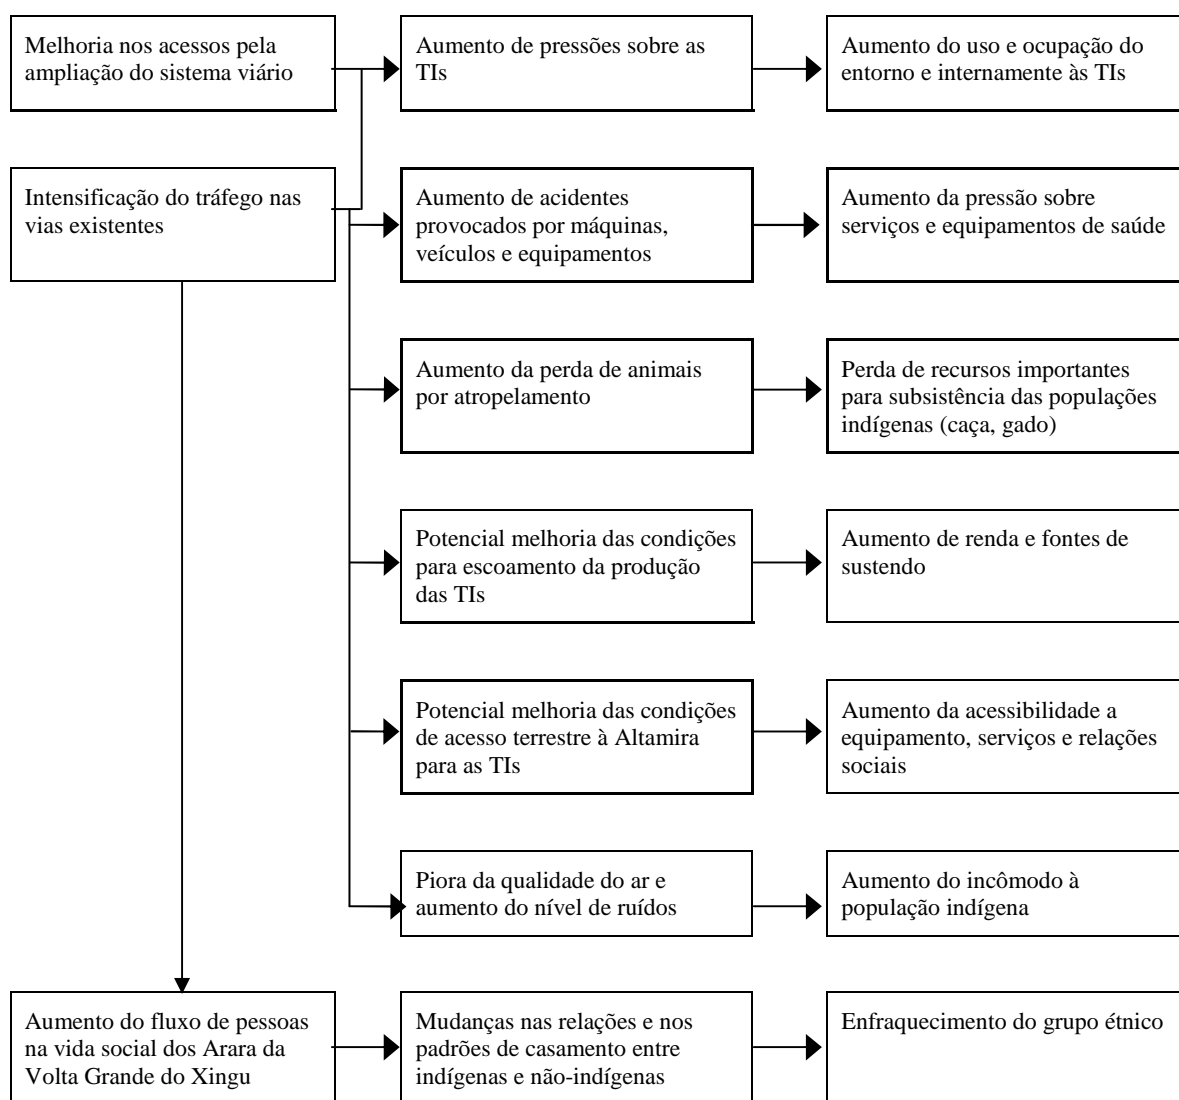 Melhoria nos acessos pela
ampliação do sistema viário
Aumento de pressões sobre as
TIs
Aumento do uso e ocupação do
entorno e internamente às TIs
Intensificação do tráfego nas
vias existentes
Aumento de acidentes
provocados por máquinas,
veículos e equipamentos
Aumento da pressão sobre
serviços e equipamentos de saúde
Aumento da perda de animais
por atropelamento
Perda de recursos importantes
para subsistência das populações
indígenas (caça, gado)
Potencial melhoria das condições
para escoamento da produção
das TIs
Aumento de renda e fontes de
sustendo
Potencial melhoria das condições
de acesso terrestre à Altamira
para as TIs
Aumento da acessibilidade a
equipamento, serviços e relações
sociais
Piora da qualidade do ar e
aumento do nível de ruídos
Aumento do incômodo à
população indígena
Aumento do fluxo de pessoas
na vida social dos Arara da
Volta Grande do Xingu
Mudanças nas relações e nos
padrões de casamento entre
indígenas e não-indígenas
Enfraquecimento do grupo étnico